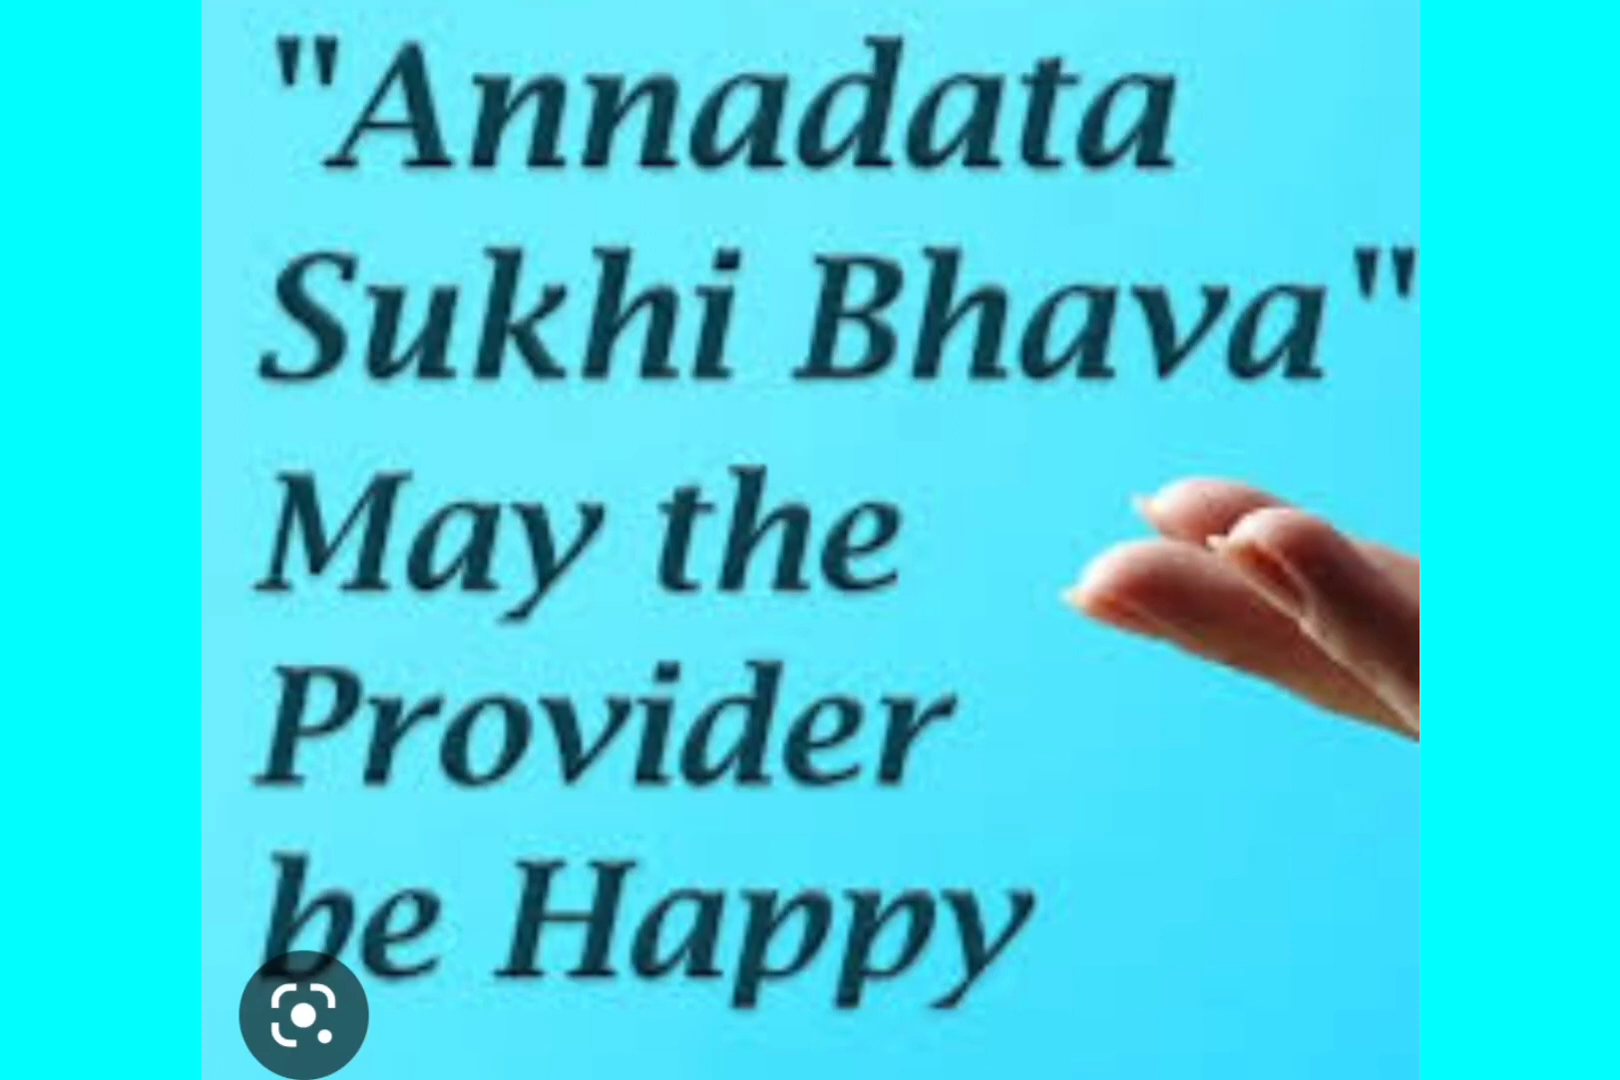 "Annadata
Sukhi Bhava"
May the
Provider
be Happy